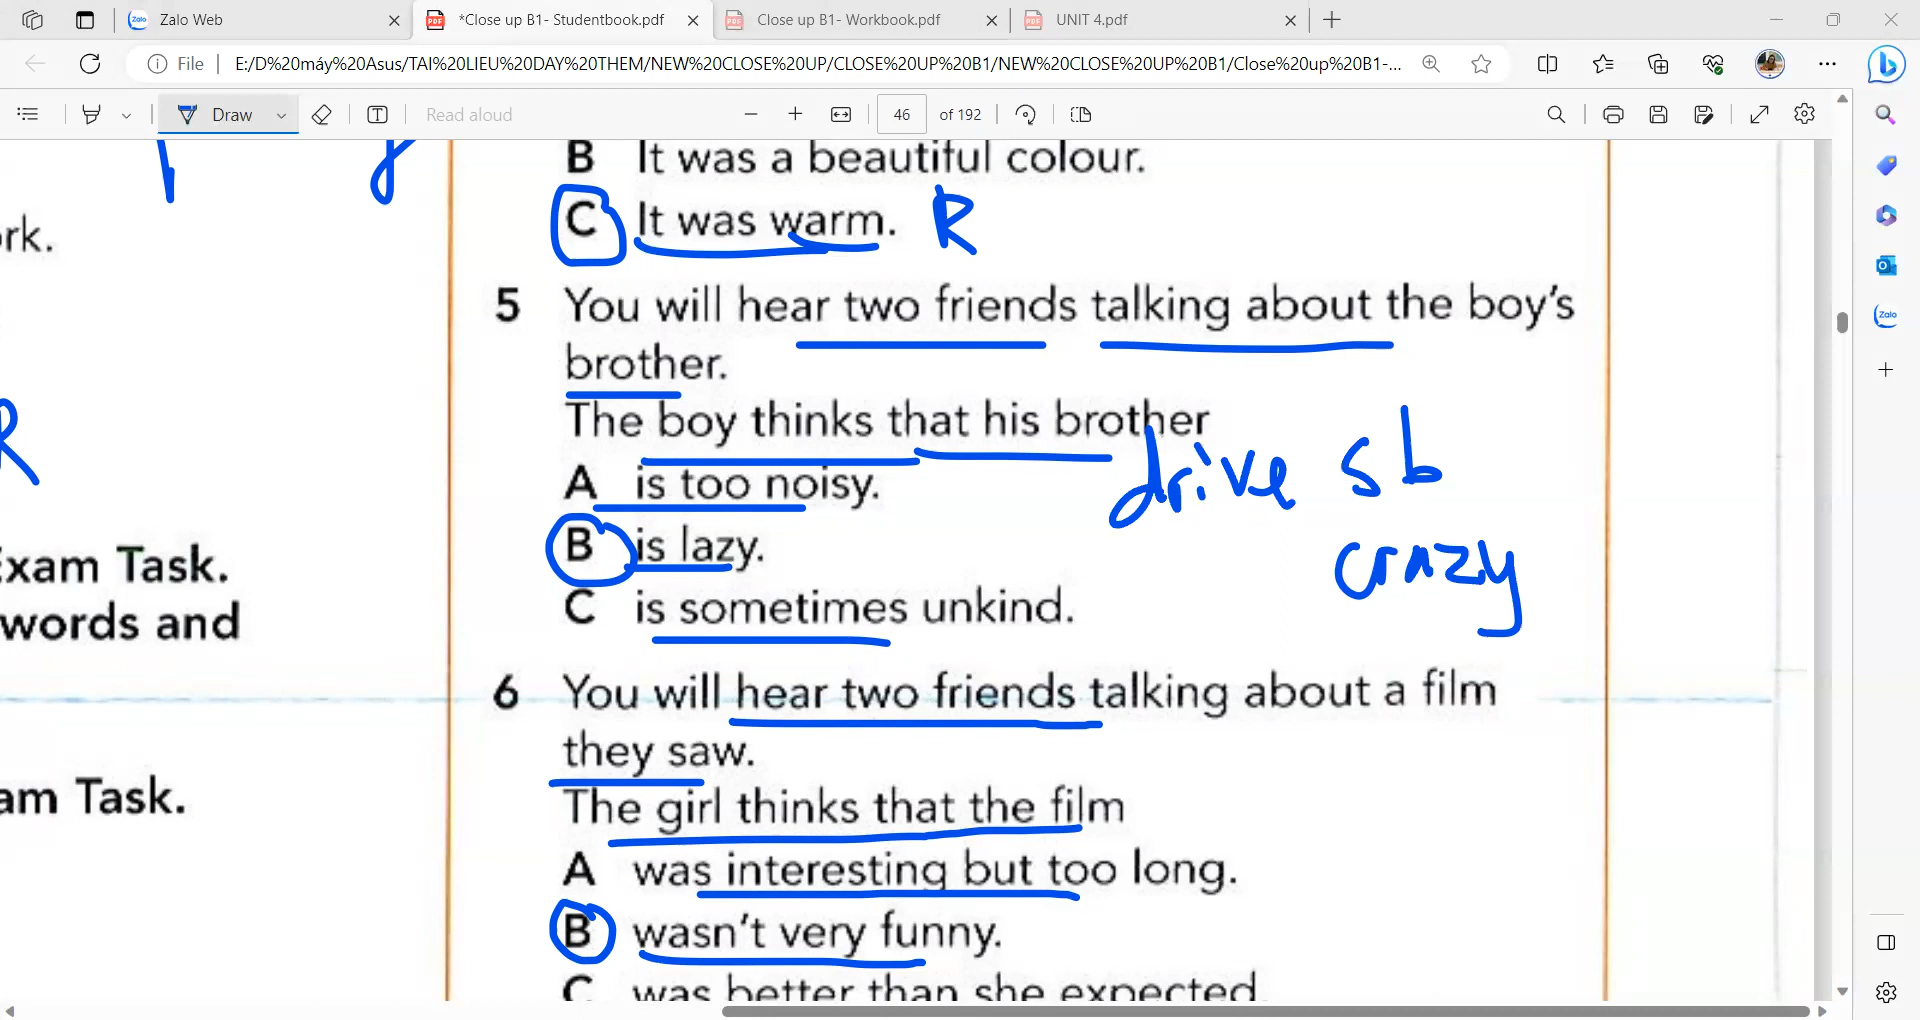 Zalo Web
*Close up B1- Studentbook.pdf
Close up B1- Workbook.pdf
UNIT 4.pdf
File
E:/D%20máy%20Asus/TAI%20LIEU%20DAY%20THEM/NEW%20CLOSE%20UP/CLOSE%20UP%20B1/NEW%20CLOSE%20UP%20B1/Close%20up%20B1-...
Draw
Read aloud
46 of 192
rk.
R
Exam Task.
words and
am Task.
B It was a beautiful colour.
C It was warm. R
5 You will hear two friends talking about the boy's
brother.
The boy thinks that his brother
A is too noisy.
B is lazy.
C is sometimes unkind.
drive sb
crazy
6 You will hear two friends talking about a film
they saw.
The girl thinks that the film
A was interesting but too long.
B wasn't very funny.
C was better than she expected.